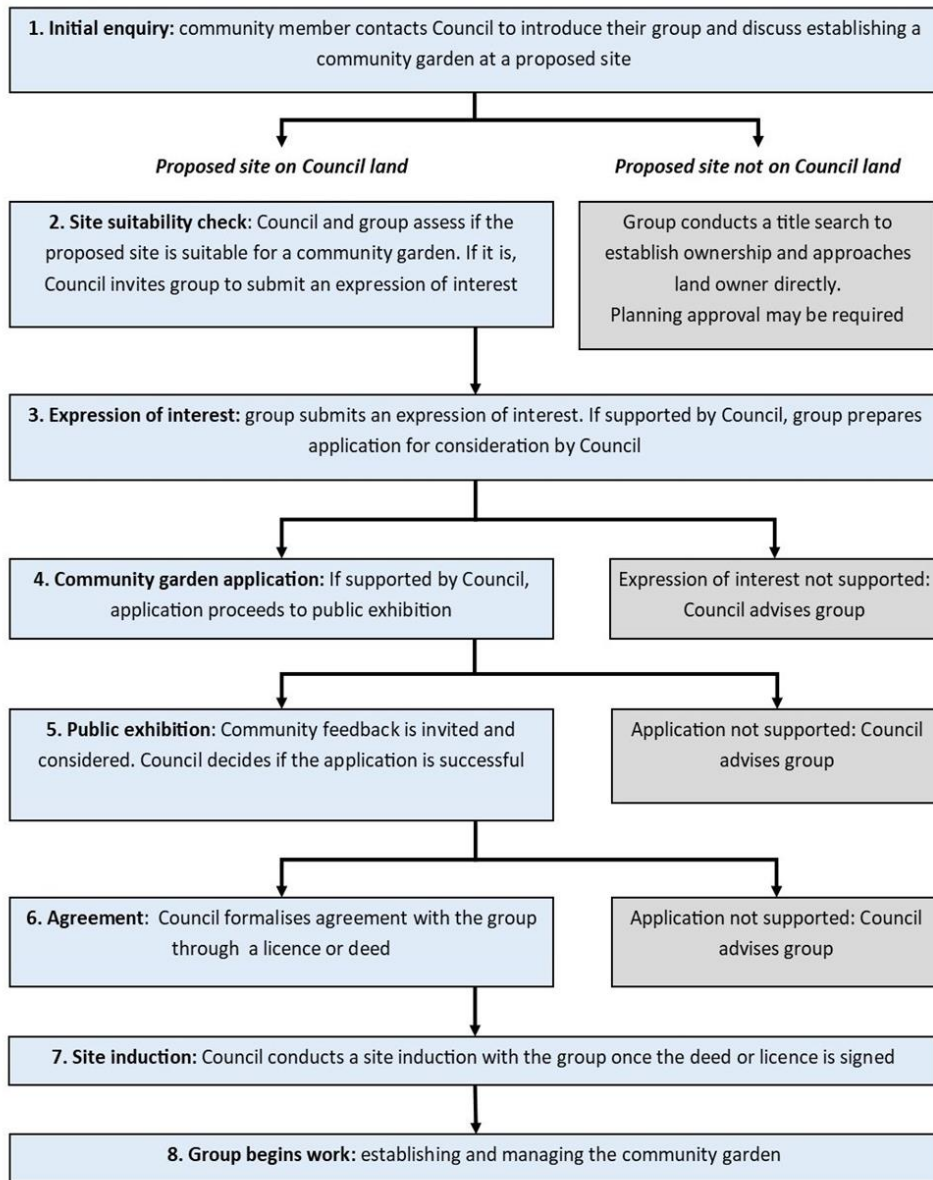 1. Initial enquiry: community member contacts Council to introduce their group and discuss establishing a
community garden at a proposed site
Proposed site on Council land
Proposed site not on Council land
2. Site suitability check: Council and group assess if the
proposed site is suitable for a community garden. If it is,
Council invites group to submit an expression of interest
Group conducts a title search to
establish ownership and approaches
land owner directly.
Planning approval may be required
3. Expression of interest: group submits an expression of interest. If supported by Council, group prepares
application for consideration by Council
4. Community garden application: If supported by Council,
application proceeds to public exhibition
Expression of interest not supported:
Council advises group
5. Public exhibition: Community feedback is invited and
considered. Council decides if the application is successful
Application not supported: Council
advises group
6. Agreement: Council formalises agreement with the group
through a licence or deed
Application not supported: Council
advises group
7. Site induction: Council conducts a site induction with the group once the deed or licence is signed
8. Group begins work: establishing and managing the community garden